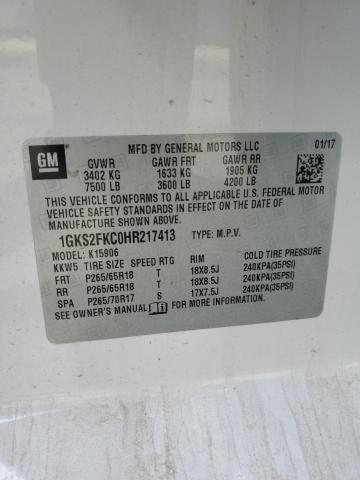 MFD BY GENERAL MOTORS LLC 01/17
GM
GVWR GAWR FRT GAWR RR
3402 KG 1633 KG 1905 KG
7500 LB 3600 LB 4200 LB
THIS VEHICLE CONFORMS TO ALL APPLICABLE U.S. FEDERAL MOTOR
VEHICLE SAFETY STANDARDS IN EFFECT ON THE DATE OF
MANUFACTURE SHOWN ABOVE.
1GKS2FKC0HR217413 TYPE: M.P.V.
MODEL: K15906
KKW5 TIRE SIZE SPEED RTG RIM COLD TIRE PRESSURE
FRT P265/65R18 T 18X8.5J 240KPA(35PSI)
RR P265/65R18 T 18X8.5J 240KPA(35PSI)
SPA P265/70R17 S 17X7.5J 240KPA(35PSI)
SEE OWNER'S MANUAL FOR MORE INFORMATION.